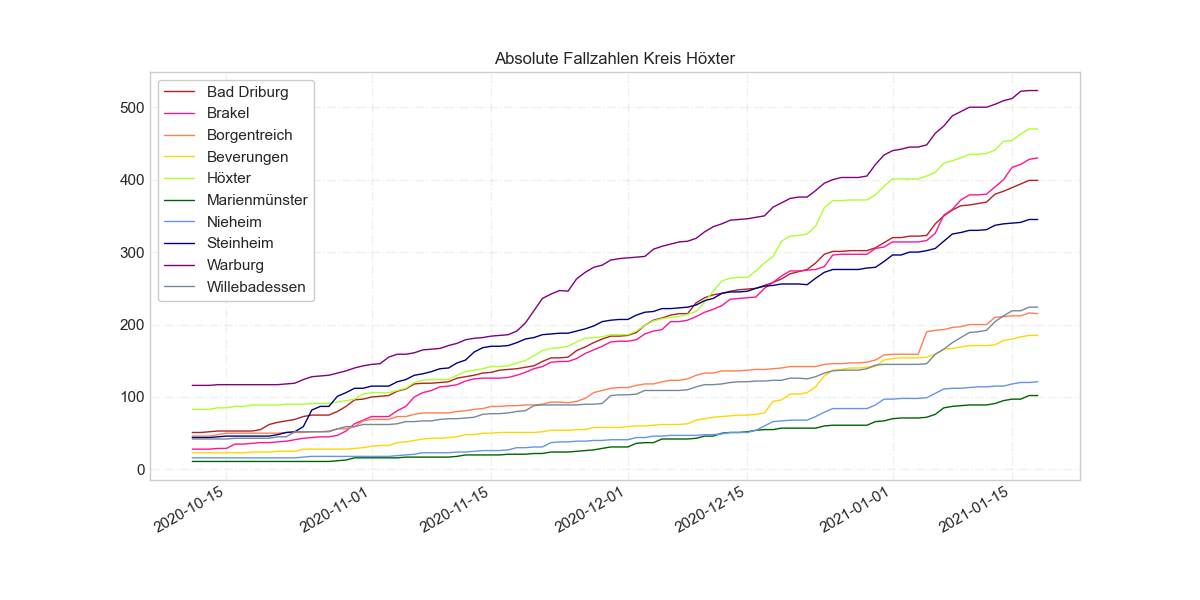 Absolute Fallzahlen Kreis Höxter
Bad Driburg
Brakel
Borgentreich
Beverungen
Höxter
Marienmünster
Nieheim
Steinheim
Warburg
Willebadessen
500
400
300
200
100
0
2020-10-15
2020-11-01
2020-11-15
2020-12-01
2020-12-15
2021-01-01
2021-01-15